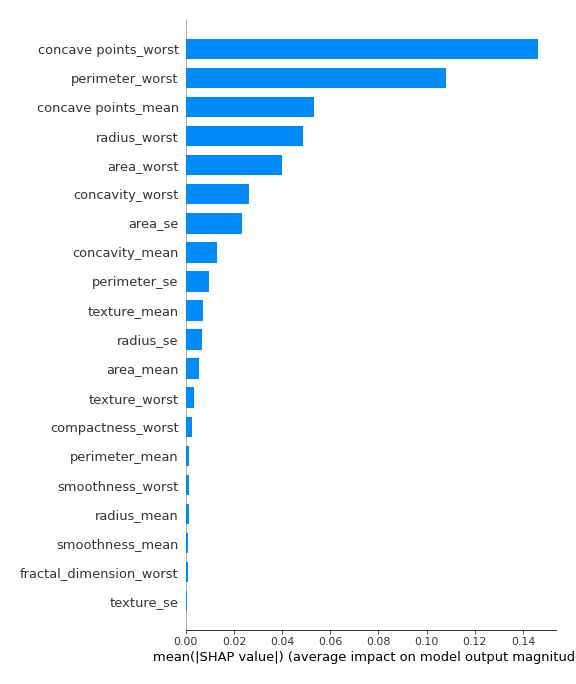 concave points_worst
perimeter_worst
concave points_mean
radius_worst
area_worst
concavity_worst
area_se
concavity_mean
perimeter_se
texture_mean
radius_se
area_mean
texture_worst
compactness_worst
perimeter_mean
smoothness_worst
radius_mean
smoothness_mean
fractal_dimension_worst
texture_se
0.00 0.02 0.04 0.06 0.08 0.10 0.12 0.14
mean(|SHAP value|) (average impact on model output magnitud